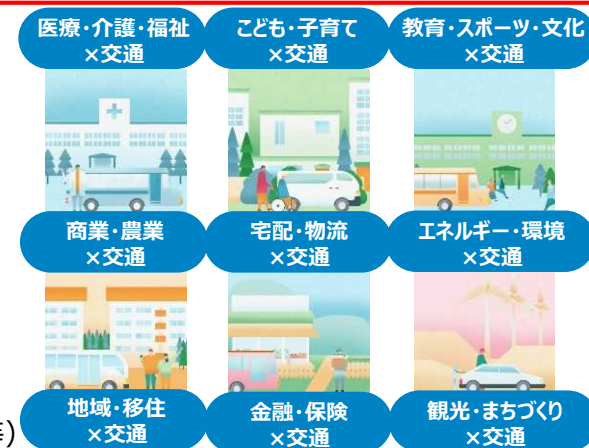 医療・介護・福祉
×交通
こども・子育て
×交通
教育・スポーツ・文化
×交通
商業・農業
×交通
宅配・物流
×交通
エネルギー・環境
×交通
地域・移住
×交通
金融・保険
×交通
観光・まちづくり
×交通